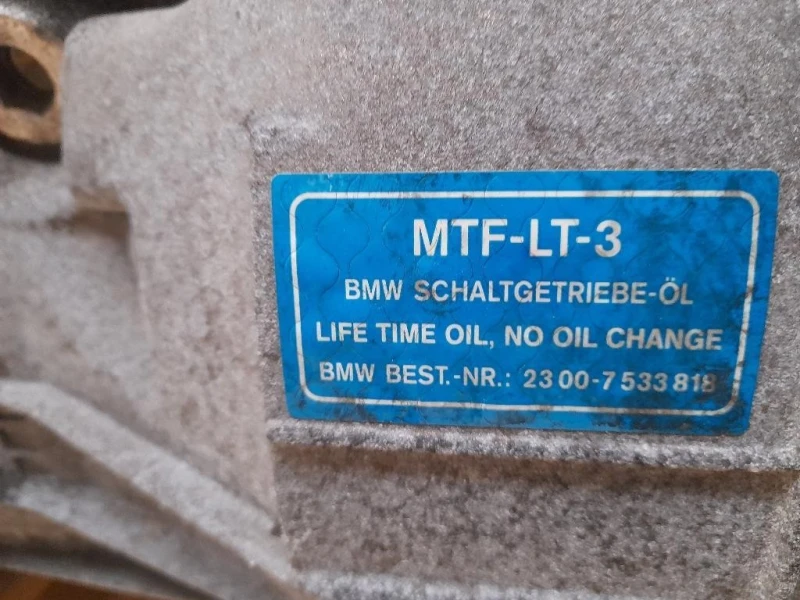 MTF-LT-3
BMW SCHALTGETRIEBE-ÖL
LIFE TIME OIL, NO OIL CHANGE
BMW BEST.-NR.: 23 00-7 533 818